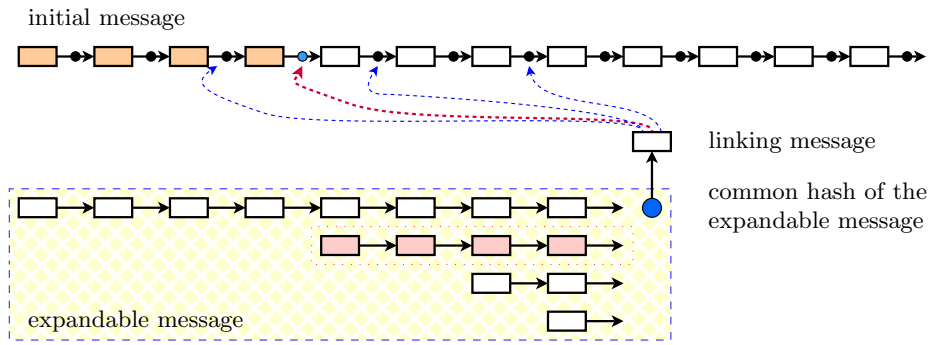 initial message
linking message
common hash of the
expandable message
expandable message